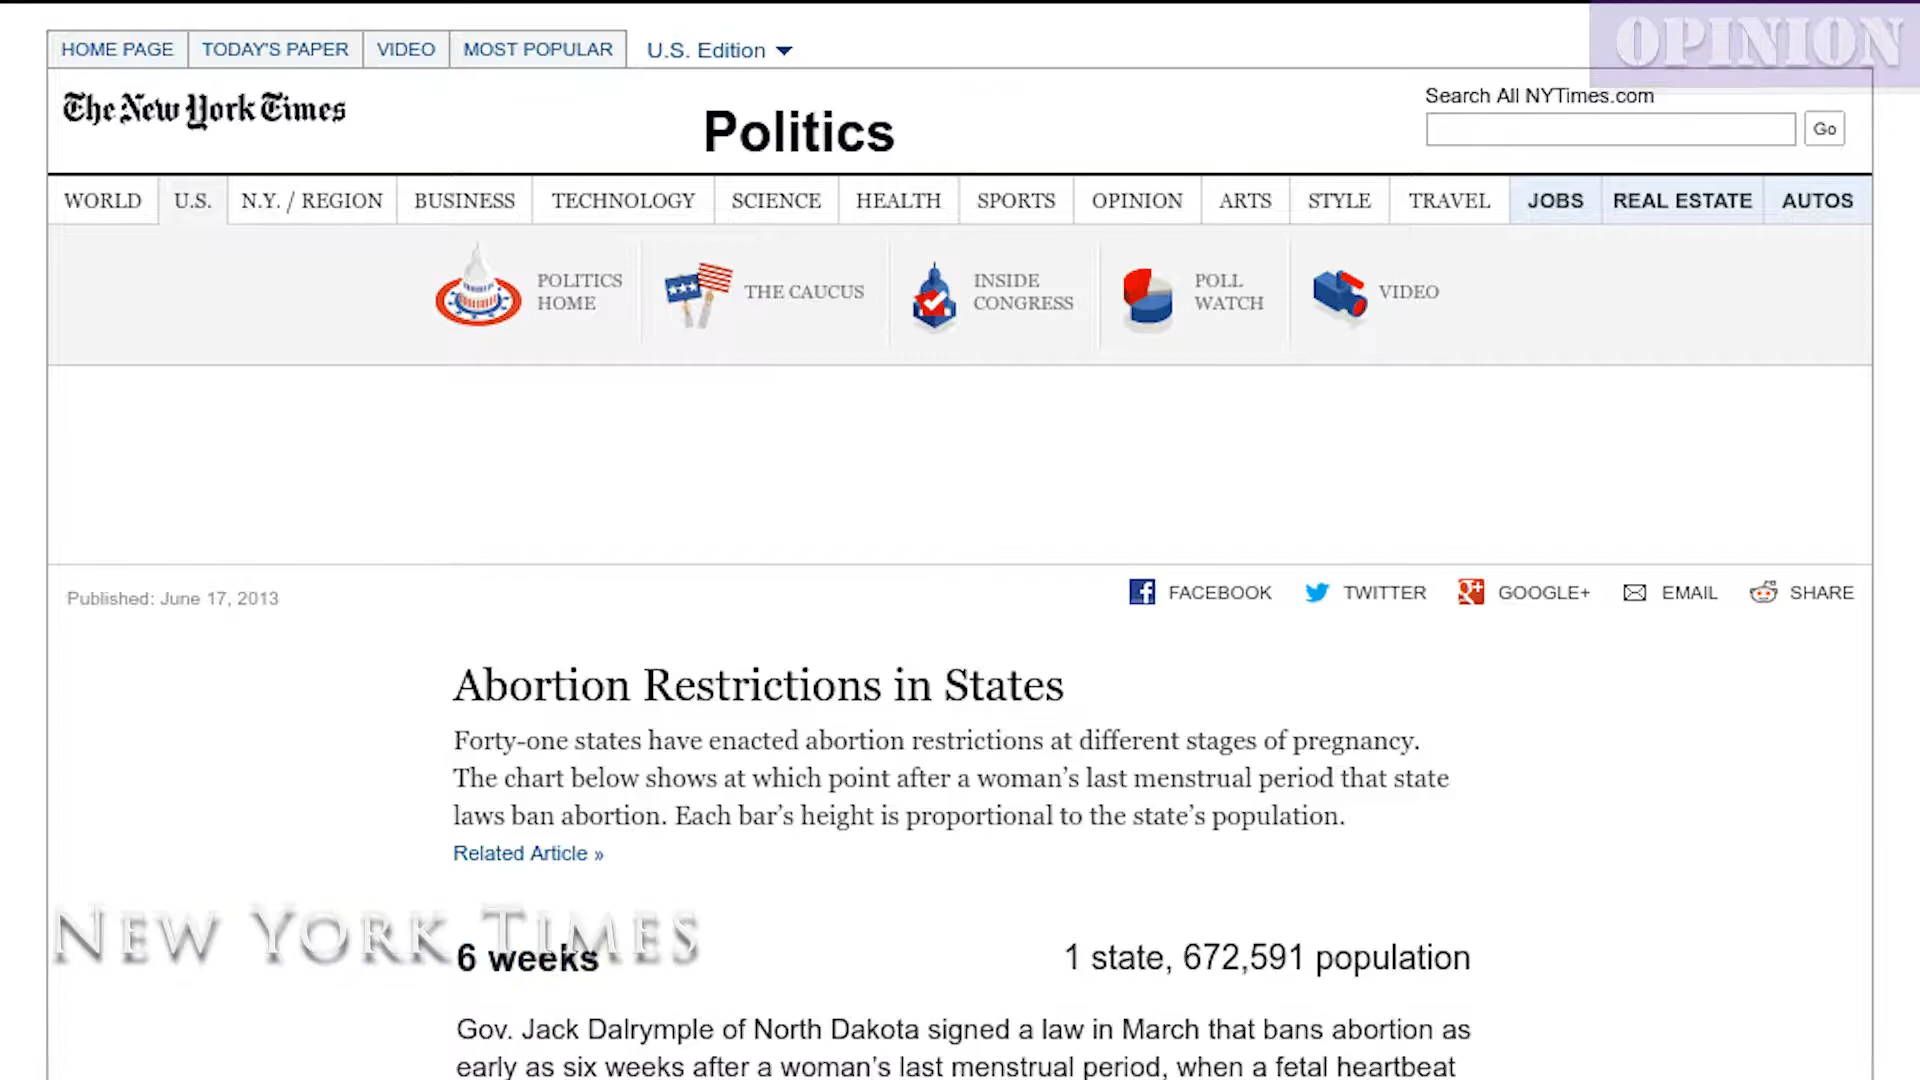 OPINION
HOME PAGE TODAY'S PAPER VIDEO MOST POPULAR U.S. Edition
The New York Times
Politics
Search All NYTimes.com
Go
WORLD U.S. N.Y. / REGION BUSINESS TECHNOLOGY SCIENCE HEALTH SPORTS OPINION ARTS STYLE TRAVEL JOBS REAL ESTATE AUTOS
POLITICS HOME
THE CAUCUS
INSIDE CONGRESS
POLL WATCH
VIDEO
Published: June 17, 2013
FACEBOOK TWITTER GOOGLE+ EMAIL SHARE
Abortion Restrictions in States
Forty-one states have enacted abortion restrictions at different stages of pregnancy.
The chart below shows at which point after a woman's last menstrual period that state
laws ban abortion. Each bar's height is proportional to the state's population.
Related Article »
NEW YORK TIMES
6 weeks 1 state, 672,591 population
Gov. Jack Dalrymple of North Dakota signed a law in March that bans abortion as
early as six weeks after a woman's last menstrual period, when a fetal heartbeat